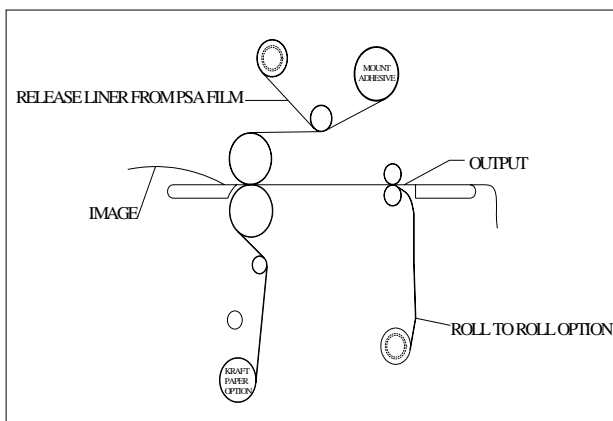 MOUNT
ADHESIVE
RELEASE LINER FROM PSA FILM
OUTPUT
IMAGE
ROLL TO ROLL OPTION
KRAFT
PAPER
OPTION